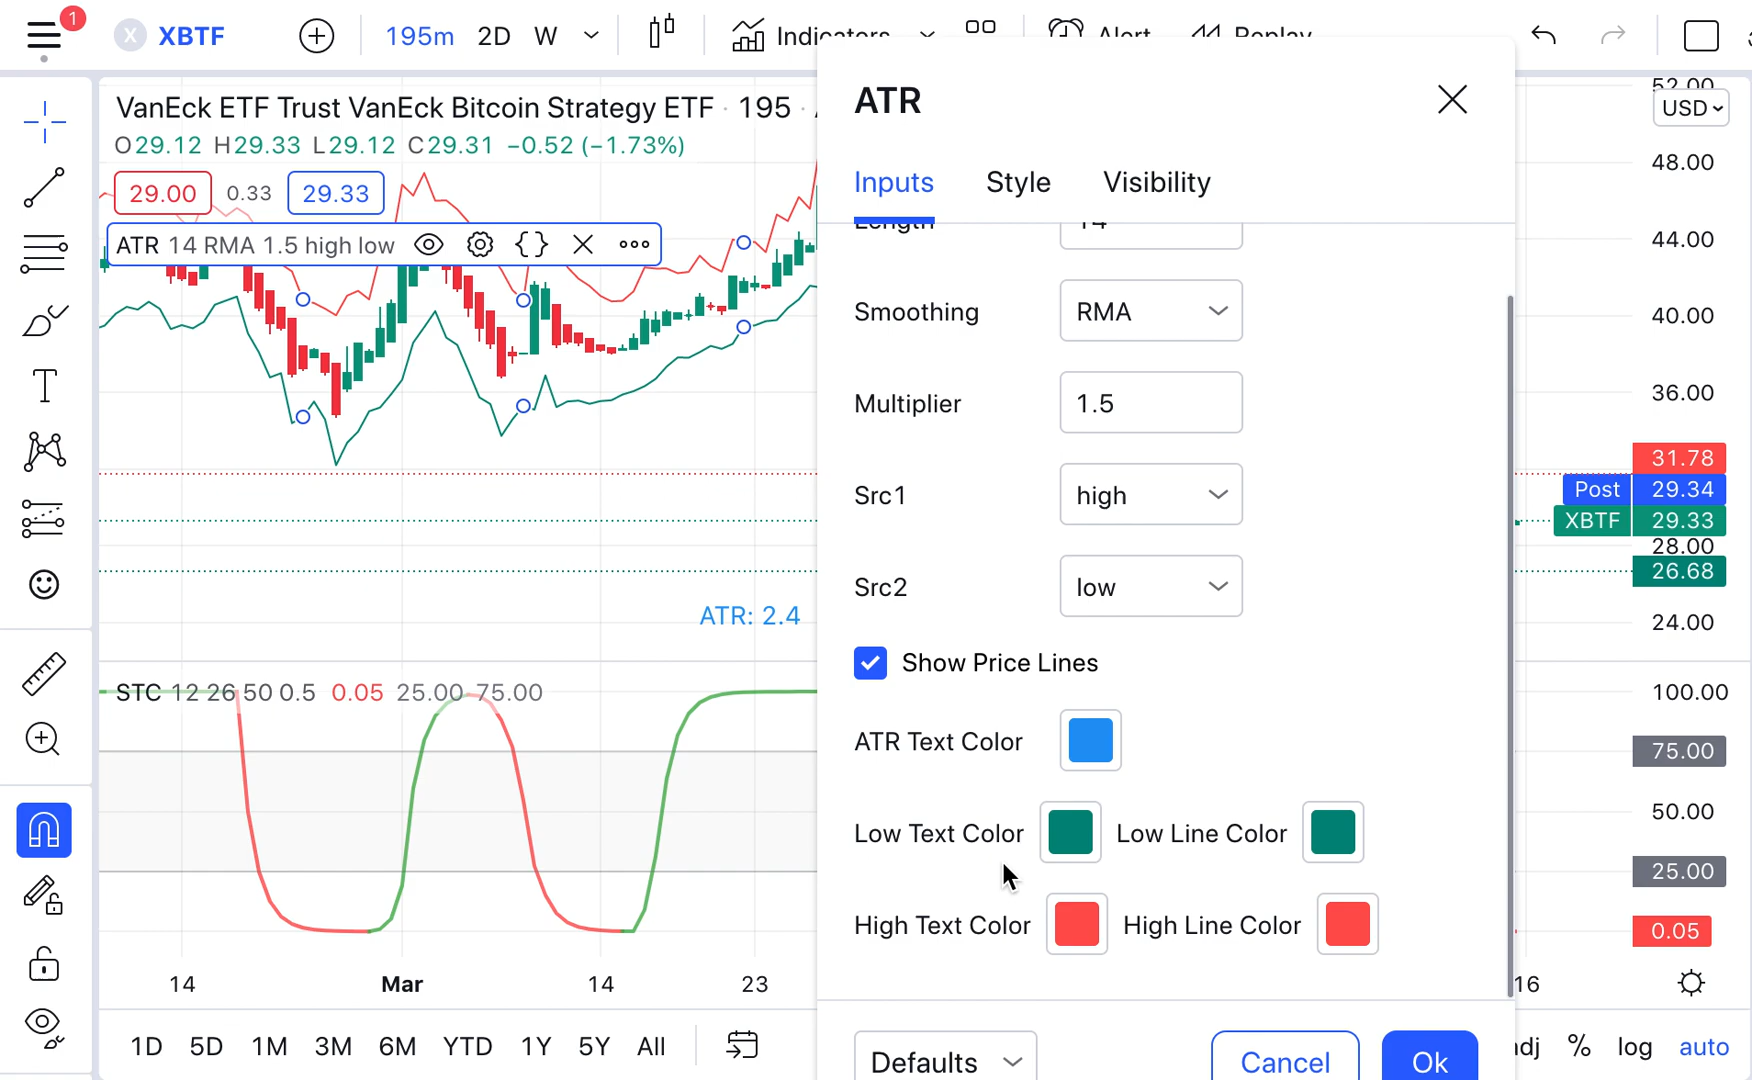 1
X XBTF 195m 2D W Indicators Alert Replay
VanEck ETF Trust VanEck Bitcoin Strategy ETF · 195 ·
O29.12 H29.33 L29.12 C29.31 −0.52 (−1.73%)
29.00 0.33 29.33
ATR 14 RMA 1.5 high low
ATR: 2.4
STC 12 26 50 0.5 0.05 25.00 75.00
14 Mar 14 23 16
1D 5D 1M 3M 6M YTD 1Y 5Y All
ATR
Inputs Style Visibility
Length 14
Smoothing RMA
Multiplier 1.5
Src1 high
Src2 low
Show Price Lines
ATR Text Color
Low Text Color Low Line Color
High Text Color High Line Color
Defaults Cancel Ok
52.00
USD
48.00
44.00
40.00
36.00
31.78
Post 29.34
XBTF 29.33
28.00
26.68
24.00
100.00
75.00
50.00
25.00
0.05
% log auto